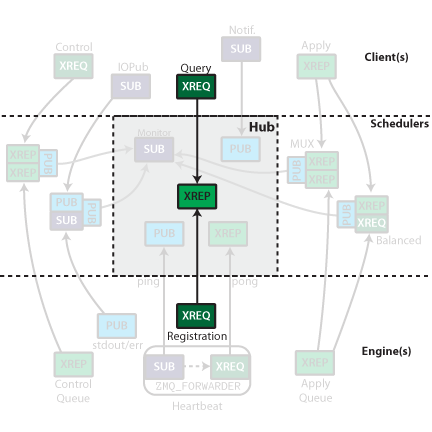 Notif.
Control
SUB
Apply
Client(s)
IOPub
Query
XREQ
XREP
SUB
XREQ
Schedulers
Hub
Monitor
MUX
XREP
PUB
SUB
PUB
XREP
XREP
PUB
XREP
PUB
PUB
XREP
PUB
XREP
SUB
PUB
XREQ
PUB
XREP
Balanced
ping
pong
XREQ
PUB
Registration
stdout/err
Engine(s)
XREP
SUB
XREQ
XREP
Control
Queue
ZMQ_FORWARDER
Apply
Queue
Heartbeat